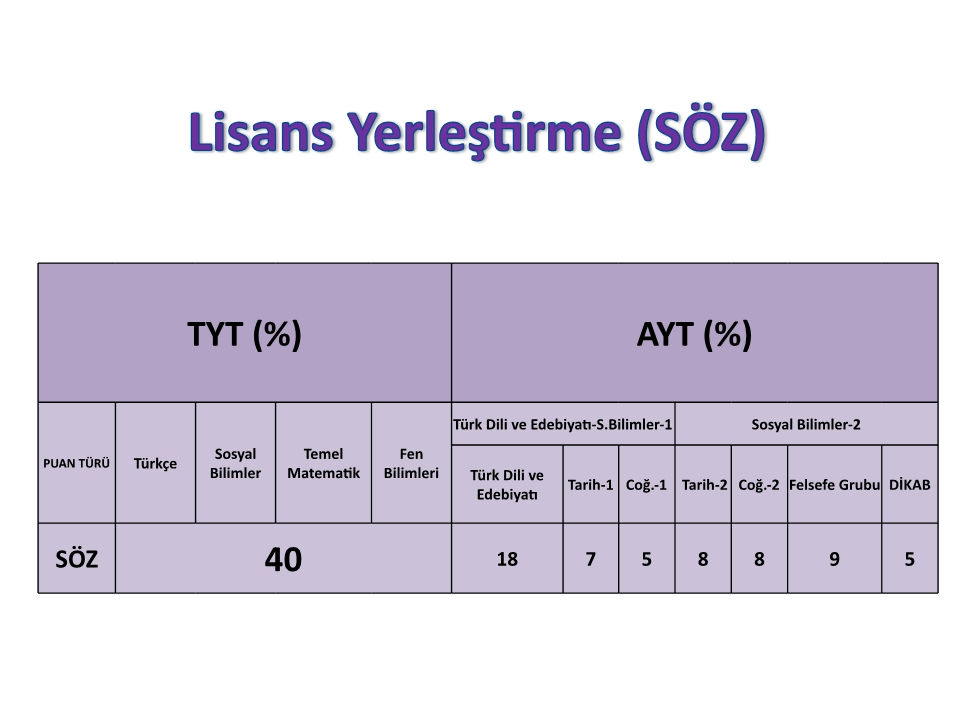 Lisans Yerleştirme (SÖZ)
TYT (%)
AYT (%)
PUAN TÜRÜ
Türkçe
Sosyal
Bilimler
Temel
Matematik
Fen
Bilimleri
Türk Dili ve Edebiyatı-S.Bilimler-1
Sosyal Bilimler-2
Türk Dili ve
Edebiyatı
Tarih-1
Coğ.-1
Tarih-2
Coğ.-2
Felsefe Grubu
DİKAB
SÖZ
40
18
7
5
8
8
9
5